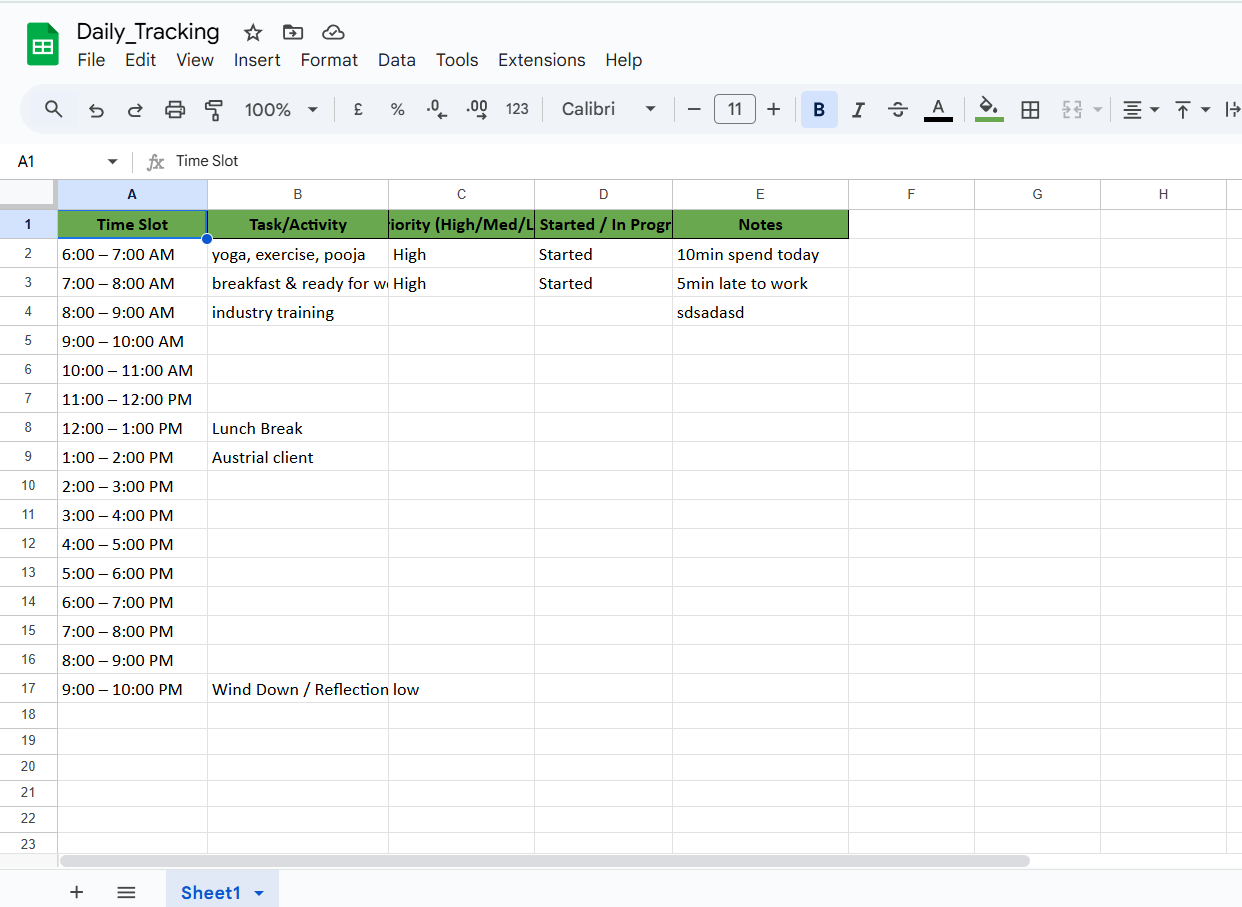 Daily_Tracking
File Edit View Insert Format Data Tools Extensions Help
100% £ % .0 .00 123 Calibri 11 B I S A
A1 fx Time Slot
A B C D E F G H
1 Time Slot Task/Activity iority (High/Med/L Started / In Progr Notes
2 6:00 – 7:00 AM yoga, exercise, pooja High Started 10min spend today
3 7:00 – 8:00 AM breakfast & ready for w High Started 5min late to work
4 8:00 – 9:00 AM industry training sdsadasd
5 9:00 – 10:00 AM
6 10:00 – 11:00 AM
7 11:00 – 12:00 PM
8 12:00 – 1:00 PM Lunch Break
9 1:00 – 2:00 PM Austrial client
10 2:00 – 3:00 PM
11 3:00 – 4:00 PM
12 4:00 – 5:00 PM
13 5:00 – 6:00 PM
14 6:00 – 7:00 PM
15 7:00 – 8:00 PM
16 8:00 – 9:00 PM
17 9:00 – 10:00 PM Wind Down / Reflection low
18
19
20
21
22
23
Sheet1